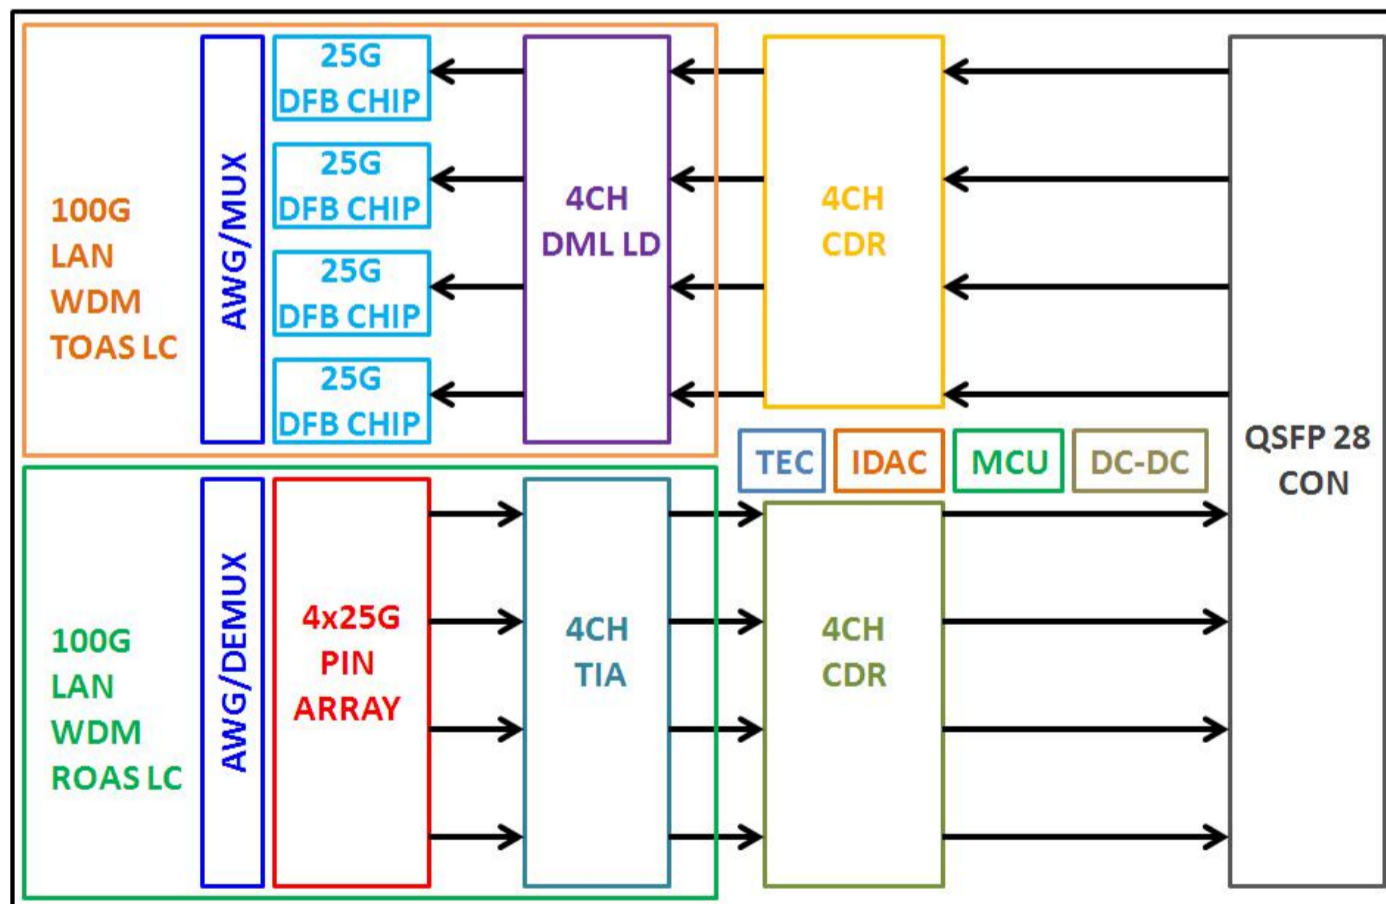 100G
LAN
WDM
TOAS LC
AWG/MUX
25G
DFB CHIP
25G
DFB CHIP
25G
DFB CHIP
25G
DFB CHIP
4CH
DML LD
4CH
CDR
QSFP 28
CON
TEC
IDAC
MCU
DC-DC
100G
LAN
WDM
ROAS LC
AWG/DEMUX
4x25G
PIN
ARRAY
4CH
TIA
4CH
CDR